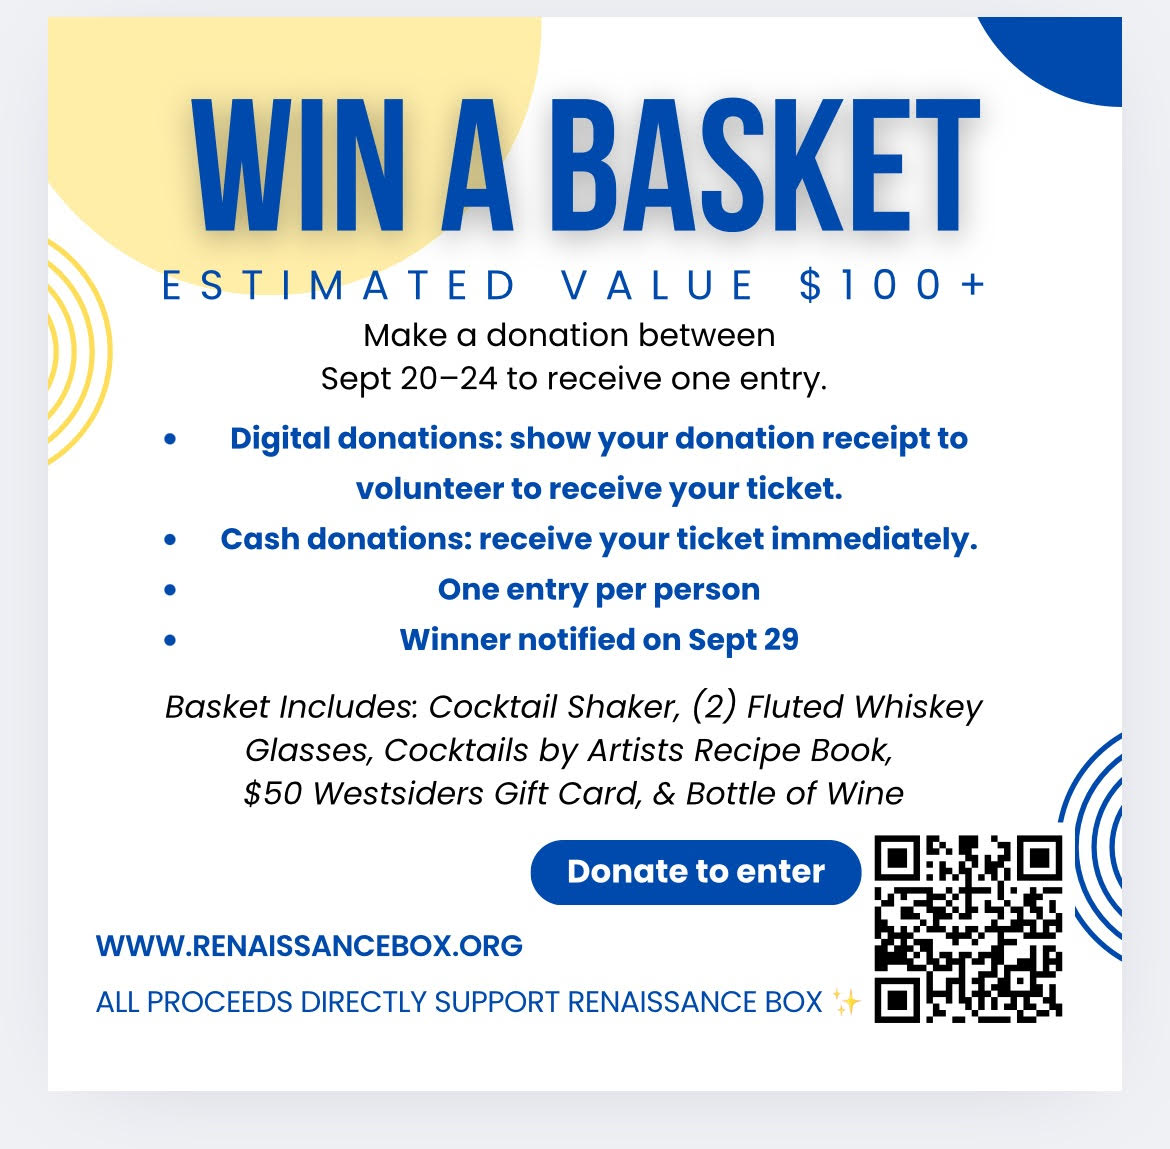 WIN A BASKET
ESTIMATED VALUE $100+
Make a donation between
Sept 20–24 to receive one entry.
• Digital donations: show your donation receipt to
volunteer to receive your ticket.
• Cash donations: receive your ticket immediately.
• One entry per person
• Winner notified on Sept 29
Basket Includes: Cocktail Shaker, (2) Fluted Whiskey
Glasses, Cocktails by Artists Recipe Book,
$50 Westsiders Gift Card, & Bottle of Wine
Donate to enter
WWW.RENAISSANCEBOX.ORG
ALL PROCEEDS DIRECTLY SUPPORT RENAISSANCE BOX ✨